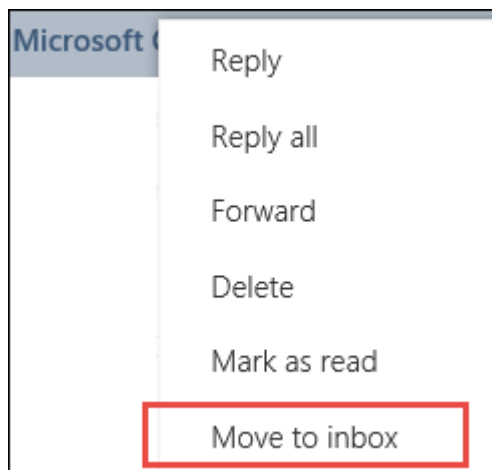 Microsoft
Reply
Reply all
Forward
Delete
Mark as read
Move to inbox